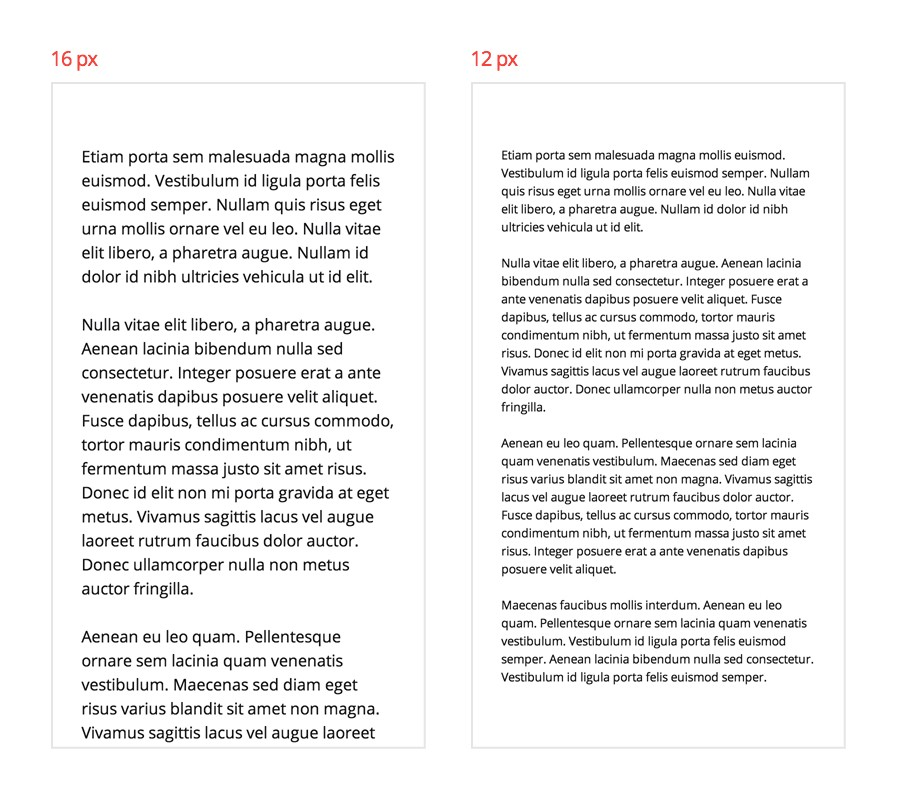 16 px
Etiam porta sem malesuada magna mollis
euismod. Vestibulum id ligula porta felis
euismod semper. Nullam quis risus eget
urna mollis ornare vel eu leo. Nulla vitae
elit libero, a pharetra augue. Nullam id
dolor id nibh ultricies vehicula ut id elit.
Nulla vitae elit libero, a pharetra augue.
Aenean lacinia bibendum nulla sed
consectetur. Integer posuere erat a ante
venenatis dapibus posuere velit aliquet.
Fusce dapibus, tellus ac cursus commodo,
tortor mauris condimentum nibh, ut
fermentum massa justo sit amet risus.
Donec id elit non mi porta gravida at eget
metus. Vivamus sagittis lacus vel augue
laoreet rutrum faucibus dolor auctor.
Donec ullamcorper nulla non metus
auctor fringilla.
Aenean eu leo quam. Pellentesque
ornare sem lacinia quam venenatis
vestibulum. Maecenas sed diam eget
risus varius blandit sit amet non magna.
Vivamus sagittis lacus vel augue laoreet
12 px
Etiam porta sem malesuada magna mollis euismod.
Vestibulum id ligula porta felis euismod semper. Nullam
quis risus eget urna mollis ornare vel eu leo. Nulla vitae
elit libero, a pharetra augue. Nullam id dolor id nibh
ultricies vehicula ut id elit.
Nulla vitae elit libero, a pharetra augue. Aenean lacinia
bibendum nulla sed consectetur. Integer posuere erat a
ante venenatis dapibus posuere velit aliquet. Fusce
dapibus, tellus ac cursus commodo, tortor mauris
condimentum nibh, ut fermentum massa justo sit amet
risus. Donec id elit non mi porta gravida at eget metus.
Vivamus sagittis lacus vel augue laoreet rutrum faucibus
dolor auctor. Donec ullamcorper nulla non metus auctor
fringilla.
Aenean eu leo quam. Pellentesque ornare sem lacinia
quam venenatis vestibulum. Maecenas sed diam eget
risus varius blandit sit amet non magna. Vivamus sagittis
lacus vel augue laoreet rutrum faucibus dolor auctor.
Fusce dapibus, tellus ac cursus commodo, tortor mauris
condimentum nibh, ut fermentum massa justo sit amet
risus. Integer posuere erat a ante venenatis dapibus
posuere velit aliquet.
Maecenas faucibus mollis interdum. Aenean eu leo
quam. Pellentesque ornare sem lacinia quam venenatis
vestibulum. Vestibulum id ligula porta felis euismod
semper. Aenean lacinia bibendum nulla sed consectetur.
Vestibulum id ligula porta felis euismod semper.